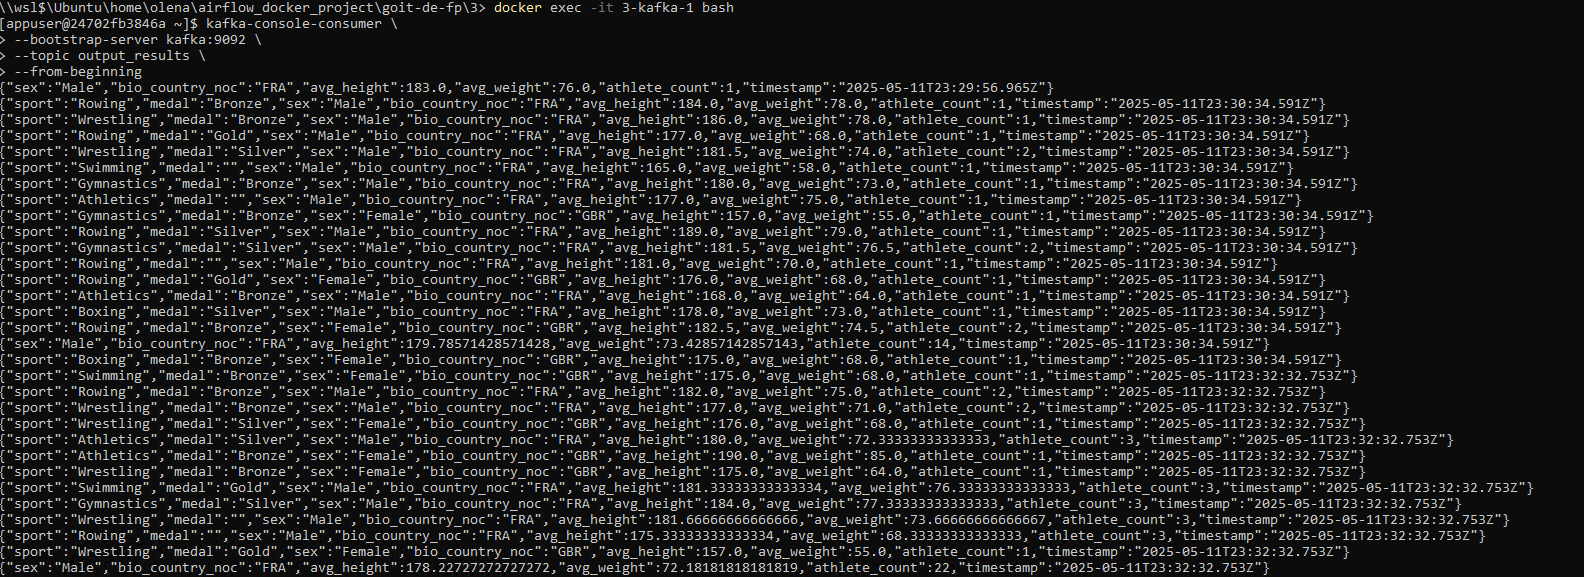 \\wsl$\Ubuntu\home\olena\airflow_docker_project\goit-de-fp\3> docker exec -it 3-kafka-1 bash
[appuser@24702fb3846a ~]$ kafka-console-consumer \
> --bootstrap-server kafka:9092 \
> --topic output_results \
> --from-beginning
{"sex":"Male","bio_country_noc":"FRA","avg_height":183.0,"avg_weight":76.0,"athlete_count":1,"timestamp":"2025-05-11T23:29:56.965Z"}
{"sport":"Rowing","medal":"Bronze","sex":"Male","bio_country_noc":"FRA","avg_height":184.0,"avg_weight":78.0,"athlete_count":1,"timestamp":"2025-05-11T23:30:34.591Z"}
{"sport":"Wrestling","medal":"Bronze","sex":"Male","bio_country_noc":"FRA","avg_height":186.0,"avg_weight":78.0,"athlete_count":1,"timestamp":"2025-05-11T23:30:34.591Z"}
{"sport":"Rowing","medal":"Gold","sex":"Male","bio_country_noc":"FRA","avg_height":177.0,"avg_weight":68.0,"athlete_count":1,"timestamp":"2025-05-11T23:30:34.591Z"}
{"sport":"Wrestling","medal":"Silver","sex":"Male","bio_country_noc":"FRA","avg_height":181.5,"avg_weight":74.0,"athlete_count":2,"timestamp":"2025-05-11T23:30:34.591Z"}
{"sport":"Swimming","medal":"","sex":"Male","bio_country_noc":"FRA","avg_height":165.0,"avg_weight":58.0,"athlete_count":1,"timestamp":"2025-05-11T23:30:34.591Z"}
{"sport":"Gymnastics","medal":"Bronze","sex":"Male","bio_country_noc":"FRA","avg_height":180.0,"avg_weight":73.0,"athlete_count":1,"timestamp":"2025-05-11T23:30:34.591Z"}
{"sport":"Athletics","medal":"","sex":"Male","bio_country_noc":"FRA","avg_height":177.0,"avg_weight":75.0,"athlete_count":1,"timestamp":"2025-05-11T23:30:34.591Z"}
{"sport":"Gymnastics","medal":"Bronze","sex":"Female","bio_country_noc":"GBR","avg_height":157.0,"avg_weight":55.0,"athlete_count":1,"timestamp":"2025-05-11T23:30:34.591Z"}
{"sport":"Rowing","medal":"Silver","sex":"Male","bio_country_noc":"FRA","avg_height":189.0,"avg_weight":79.0,"athlete_count":1,"timestamp":"2025-05-11T23:30:34.591Z"}
{"sport":"Gymnastics","medal":"Silver","sex":"Male","bio_country_noc":"FRA","avg_height":181.5,"avg_weight":76.5,"athlete_count":2,"timestamp":"2025-05-11T23:30:34.591Z"}
{"sport":"Rowing","medal":"","sex":"Male","bio_country_noc":"FRA","avg_height":181.0,"avg_weight":70.0,"athlete_count":1,"timestamp":"2025-05-11T23:30:34.591Z"}
{"sport":"Rowing","medal":"Gold","sex":"Female","bio_country_noc":"GBR","avg_height":176.0,"avg_weight":68.0,"athlete_count":1,"timestamp":"2025-05-11T23:30:34.591Z"}
{"sport":"Athletics","medal":"Bronze","sex":"Male","bio_country_noc":"FRA","avg_height":168.0,"avg_weight":64.0,"athlete_count":1,"timestamp":"2025-05-11T23:30:34.591Z"}
{"sport":"Boxing","medal":"Silver","sex":"Male","bio_country_noc":"FRA","avg_height":178.0,"avg_weight":73.0,"athlete_count":1,"timestamp":"2025-05-11T23:30:34.591Z"}
{"sport":"Rowing","medal":"Bronze","sex":"Female","bio_country_noc":"GBR","avg_height":182.5,"avg_weight":74.5,"athlete_count":2,"timestamp":"2025-05-11T23:30:34.591Z"}
{"sex":"Male","bio_country_noc":"FRA","avg_height":179.78571428571428,"avg_weight":73.42857142857143,"athlete_count":14,"timestamp":"2025-05-11T23:30:34.591Z"}
{"sport":"Boxing","medal":"Bronze","sex":"Female","bio_country_noc":"GBR","avg_height":175.0,"avg_weight":68.0,"athlete_count":1,"timestamp":"2025-05-11T23:30:34.591Z"}
{"sport":"Swimming","medal":"Bronze","sex":"Female","bio_country_noc":"GBR","avg_height":175.0,"avg_weight":68.0,"athlete_count":1,"timestamp":"2025-05-11T23:30:34.591Z"}
{"sport":"Rowing","medal":"Bronze","sex":"Male","bio_country_noc":"FRA","avg_height":182.0,"avg_weight":75.0,"athlete_count":2,"timestamp":"2025-05-11T23:32:32.753Z"}
{"sport":"Wrestling","medal":"Bronze","sex":"Male","bio_country_noc":"FRA","avg_height":177.0,"avg_weight":71.0,"athlete_count":2,"timestamp":"2025-05-11T23:32:32.753Z"}
{"sport":"Wrestling","medal":"Silver","sex":"Female","bio_country_noc":"GBR","avg_height":176.0,"avg_weight":68.0,"athlete_count":1,"timestamp":"2025-05-11T23:32:32.753Z"}
{"sport":"Athletics","medal":"Silver","sex":"Male","bio_country_noc":"FRA","avg_height":180.0,"avg_weight":72.33333333333333,"athlete_count":3,"timestamp":"2025-05-11T23:32:32.753Z"}
{"sport":"Athletics","medal":"Bronze","sex":"Female","bio_country_noc":"GBR","avg_height":190.0,"avg_weight":85.0,"athlete_count":1,"timestamp":"2025-05-11T23:32:32.753Z"}
{"sport":"Wrestling","medal":"Bronze","sex":"Female","bio_country_noc":"GBR","avg_height":175.0,"avg_weight":64.0,"athlete_count":1,"timestamp":"2025-05-11T23:32:32.753Z"}
{"sport":"Swimming","medal":"Gold","sex":"Male","bio_country_noc":"FRA","avg_height":181.33333333333334,"avg_weight":76.33333333333333,"athlete_count":3,"timestamp":"2025-05-11T23:32:32.753Z"}
{"sport":"Gymnastics","medal":"Silver","sex":"Male","bio_country_noc":"FRA","avg_height":184.0,"avg_weight":77.33333333333333,"athlete_count":3,"timestamp":"2025-05-11T23:32:32.753Z"}
{"sport":"Wrestling","medal":"","sex":"Male","bio_country_noc":"FRA","avg_height":181.66666666666666,"avg_weight":73.66666666666667,"athlete_count":3,"timestamp":"2025-05-11T23:32:32.753Z"}
{"sport":"Rowing","medal":"","sex":"Male","bio_country_noc":"FRA","avg_height":175.33333333333334,"avg_weight":68.33333333333333,"athlete_count":3,"timestamp":"2025-05-11T23:32:32.753Z"}
{"sport":"Wrestling","medal":"Gold","sex":"Female","bio_country_noc":"GBR","avg_height":157.0,"avg_weight":55.0,"athlete_count":1,"timestamp":"2025-05-11T23:32:32.753Z"}
{"sex":"Male","bio_country_noc":"FRA","avg_height":178.22727272727272,"avg_weight":72.18181818181819,"athlete_count":22,"timestamp":"2025-05-11T23:32:32.753Z"}